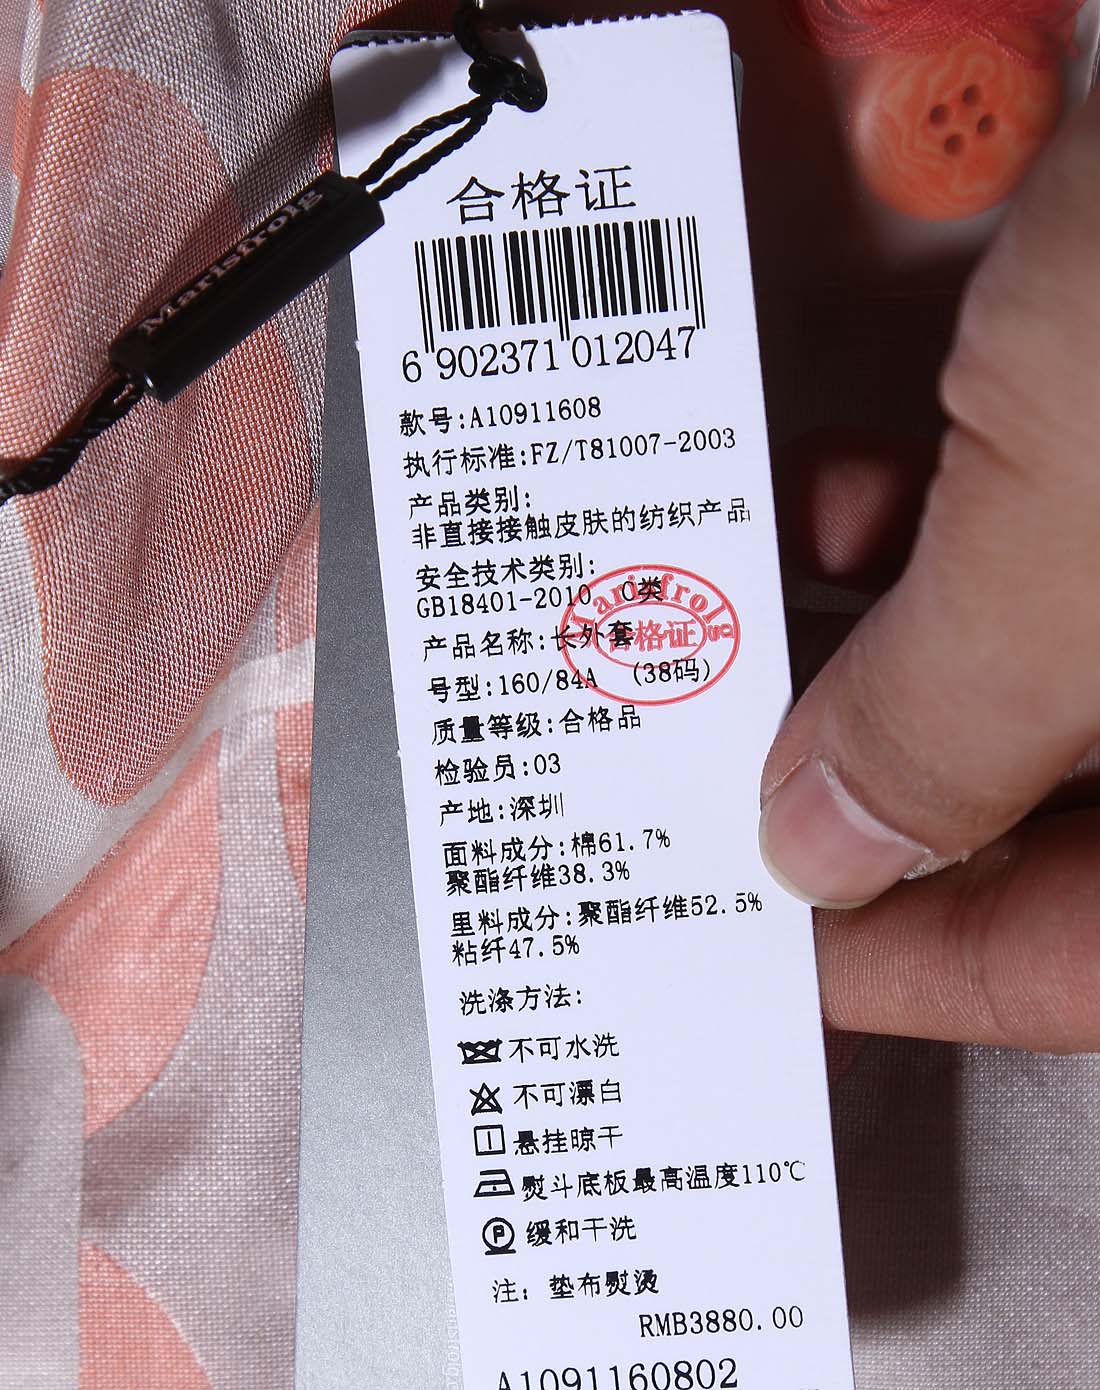 Marisfrolg
合格证
6 902371 012047
款号:A10911608
执行标准:FZ/T81007-2003
产品类别:
非直接接触皮肤的纺织产品
安全技术类别:
GB18401-2010 C类
Marisfrolg
合格证
产品名称:长外套
号型:160/84A (38码)
质量等级:合格品
检验员:03
产地:深圳
面料成分:棉61.7%
聚酯纤维38.3%
里料成分:聚酯纤维52.5%
粘纤47.5%
洗涤方法:
不可水洗
不可漂白
悬挂晾干
熨斗底板最高温度110℃
P 缓和干洗
注: 垫布熨烫
RMB3880.00
A1091160802